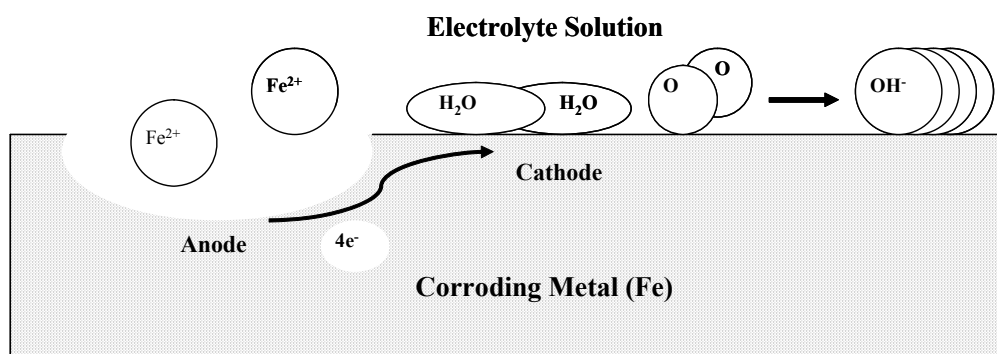 Electrolyte Solution
Fe²⁺
Fe²⁺
H₂O
H₂O
O
O
OH⁻
Cathode
Anode
4e⁻
Corroding Metal (Fe)